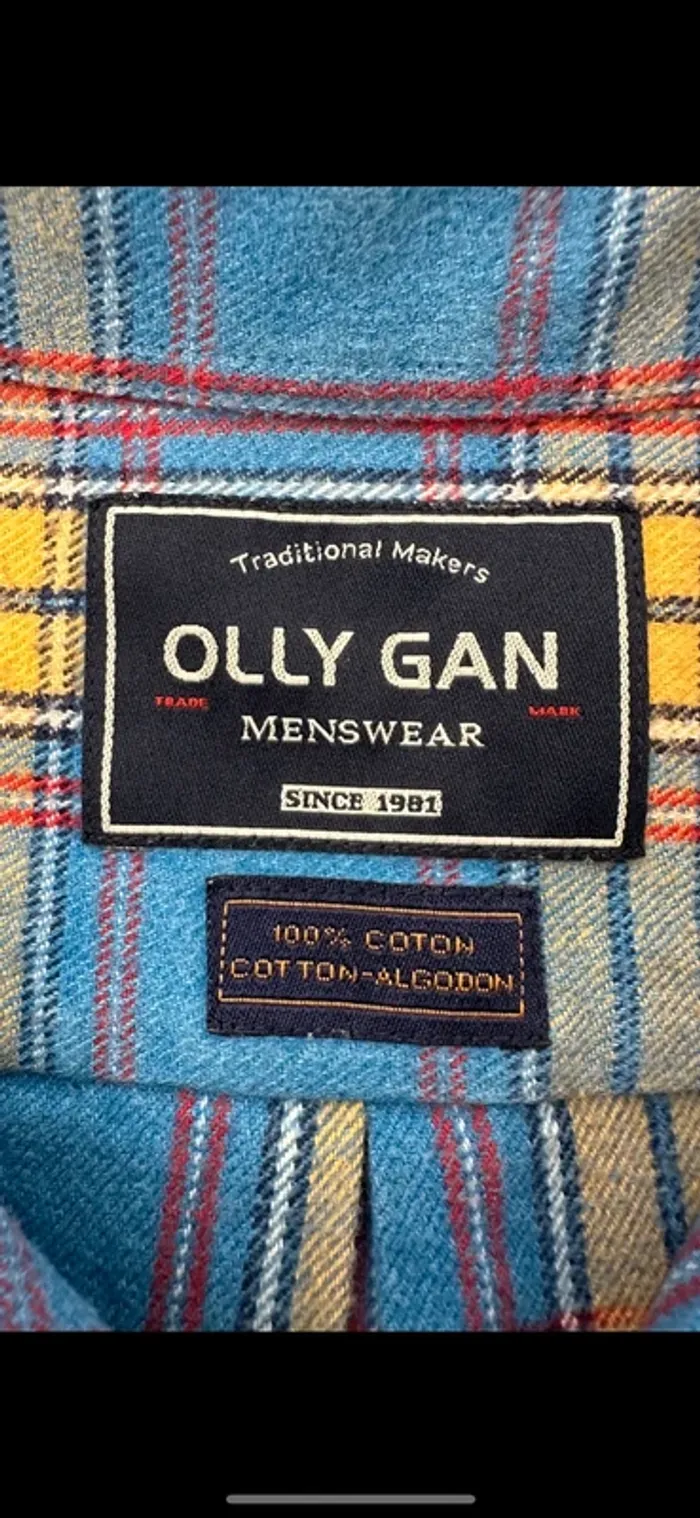 Traditional Makers
OLLY GAN
TRADE MARK
MENSWEAR
SINCE 1981
100% COTON
COTTON-ALGODON